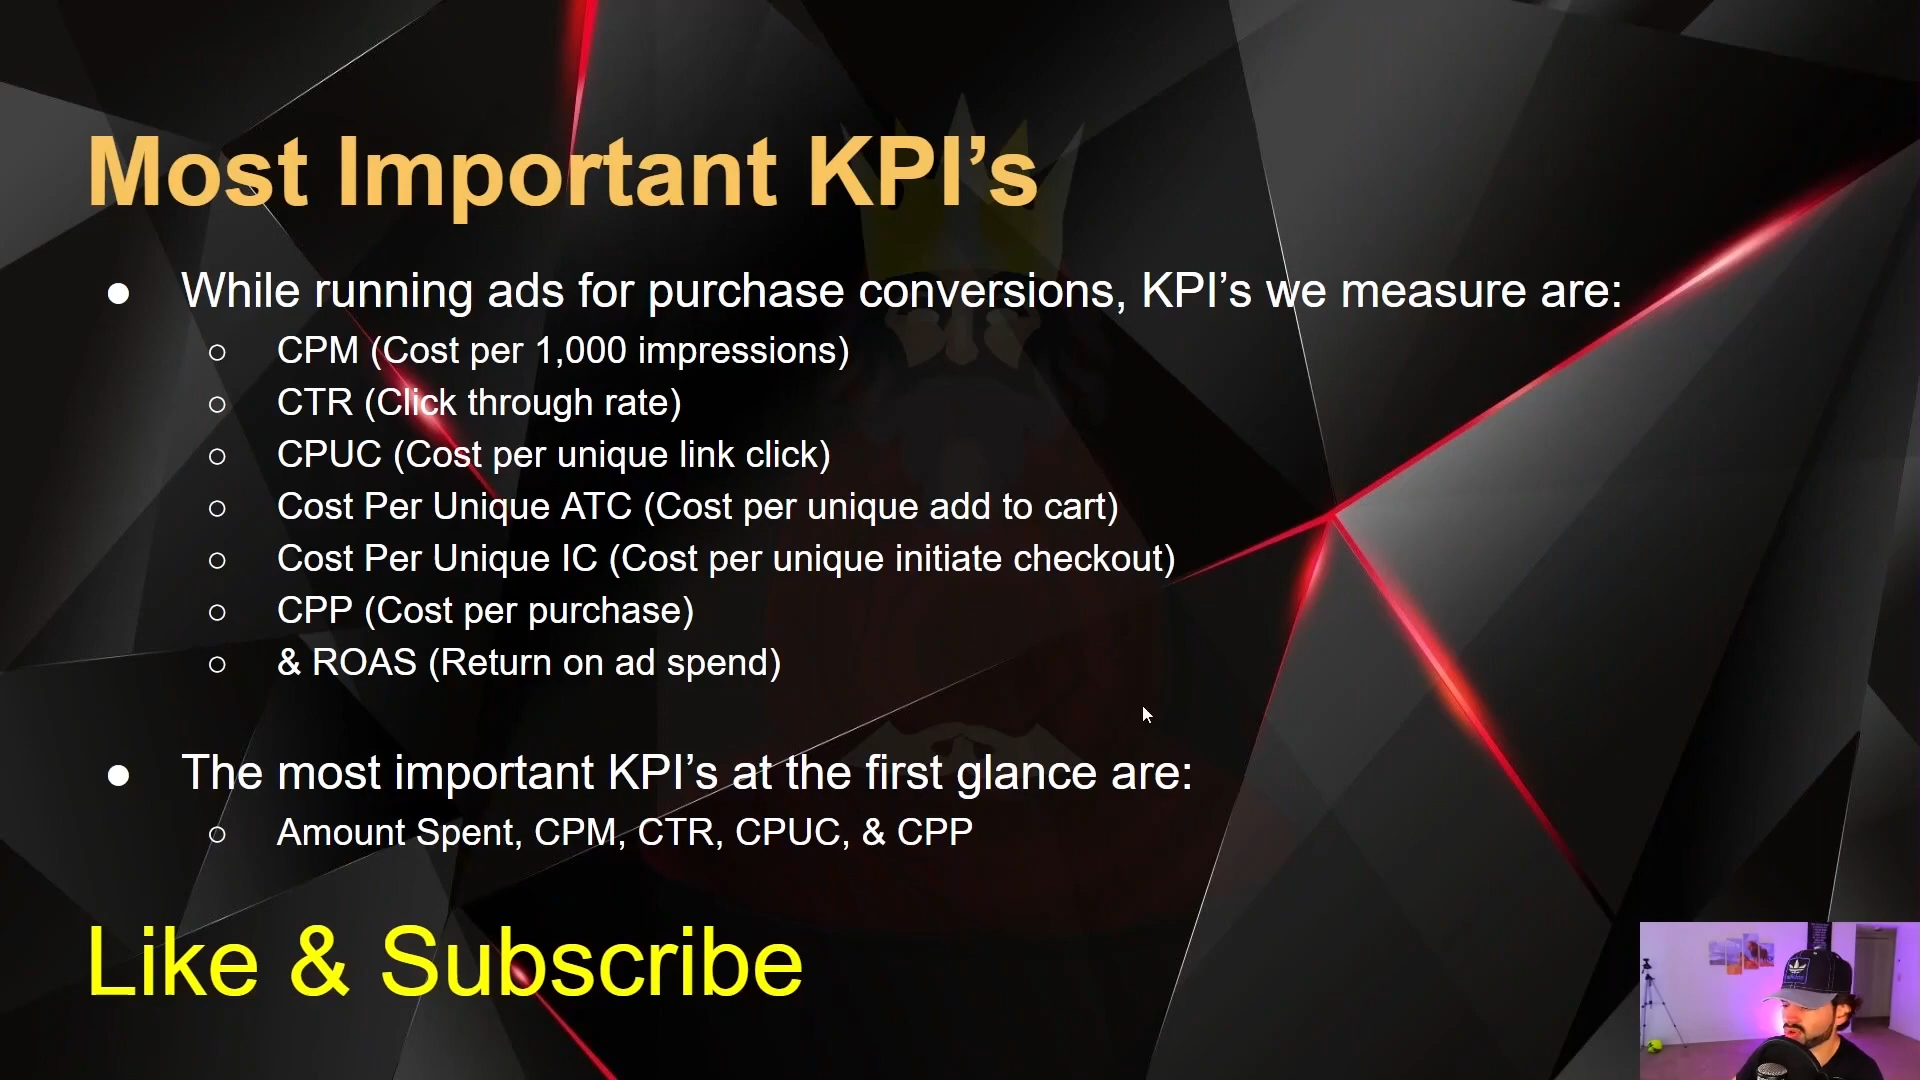 Most Important KPI’s
● While running ads for purchase conversions, KPI’s we measure are:
○ CPM (Cost per 1,000 impressions)
○ CTR (Click through rate)
○ CPUC (Cost per unique link click)
○ Cost Per Unique ATC (Cost per unique add to cart)
○ Cost Per Unique IC (Cost per unique initiate checkout)
○ CPP (Cost per purchase)
○ & ROAS (Return on ad spend)
● The most important KPI’s at the first glance are:
○ Amount Spent, CPM, CTR, CPUC, & CPP
Like & Subscribe